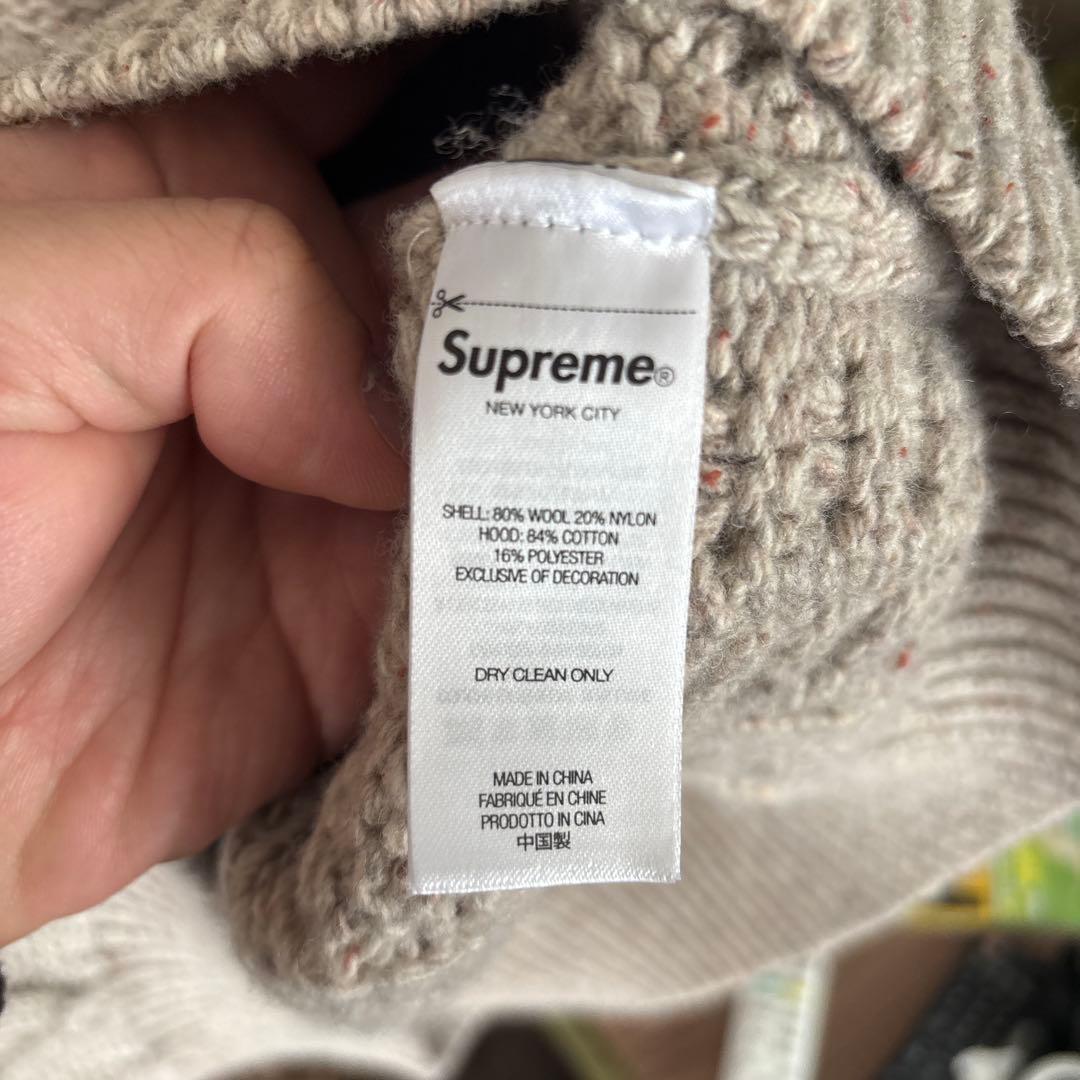 Supreme®
NEW YORK CITY
SHELL: 80% WOOL 20% NYLON
HOOD: 84% COTTON
16% POLYESTER
EXCLUSIVE OF DECORATION
DRY CLEAN ONLY
MADE IN CHINA
FABRIQUÉ EN CHINE
PRODOTTO IN CINA
中国製